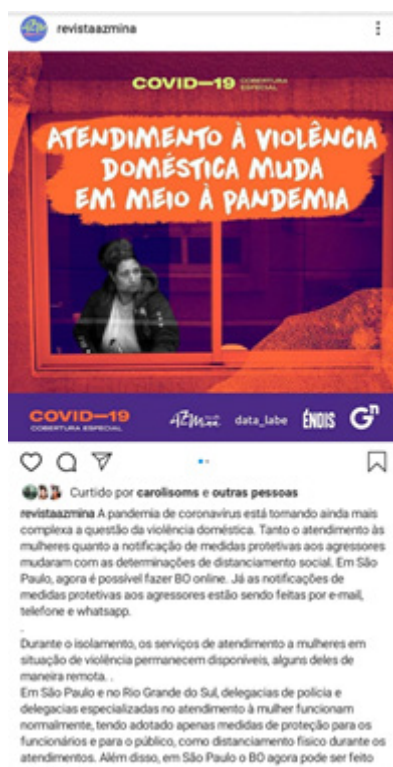 revistaazmina
COVID—19 COBERTURA ESPECIAL
ATENDIMENTO À VIOLÊNCIA
DOMÉSTICA MUDA
EM MEIO À PANDEMIA
COVID—19
COBERTURA ESPECIAL
AZMina data_labe ÉNOIS Gn
Curtido por carolisoms e outras pessoas
revistaazmina A pandemia de coronavírus está tornando ainda mais
complexa a questão da violência doméstica. Tanto o atendimento às
mulheres quanto a notificação de medidas protetivas aos agressores
mudaram com as determinações de distanciamento social. Em São
Paulo, agora é possível fazer BO online. Já as notificações de
medidas protetivas aos agressores estão sendo feitas por e-mail,
telefone e whatsapp.
.
Durante o isolamento, os serviços de atendimento a mulheres em
situação de violência permanecem disponíveis, alguns deles de
maneira remota. .
Em São Paulo e no Rio Grande do Sul, delegacias de polícia e
delegacias especializadas no atendimento à mulher funcionam
normalmente, tendo adotado apenas medidas de proteção para os
funcionários e para o público, como distanciamento físico durante os
atendimentos. Além disso, em São Paulo o BO agora pode ser feito